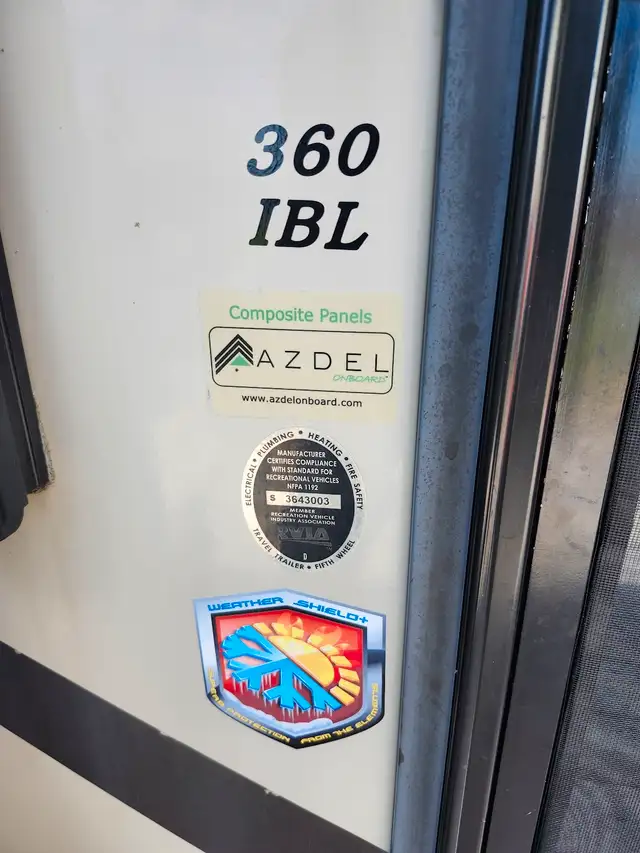 360
IBL
Composite Panels
AZDEL
ONBOARD
www.azdelonboard.com
ELECTRICAL • PLUMBING • HEATING • FIRE SAFETY
MANUFACTURER
CERTIFIES COMPLIANCE
WITH STANDARD FOR
RECREATIONAL VEHICLES
NFPA 1192
S 3643003
MEMBER
RECREATION VEHICLE
INDUSTRY ASSOCIATION
RVIA
D
TRAVEL TRAILER • FIFTH WHEEL
WEATHER SHIELD+
PROTECTION FROM THE ELEMENTS